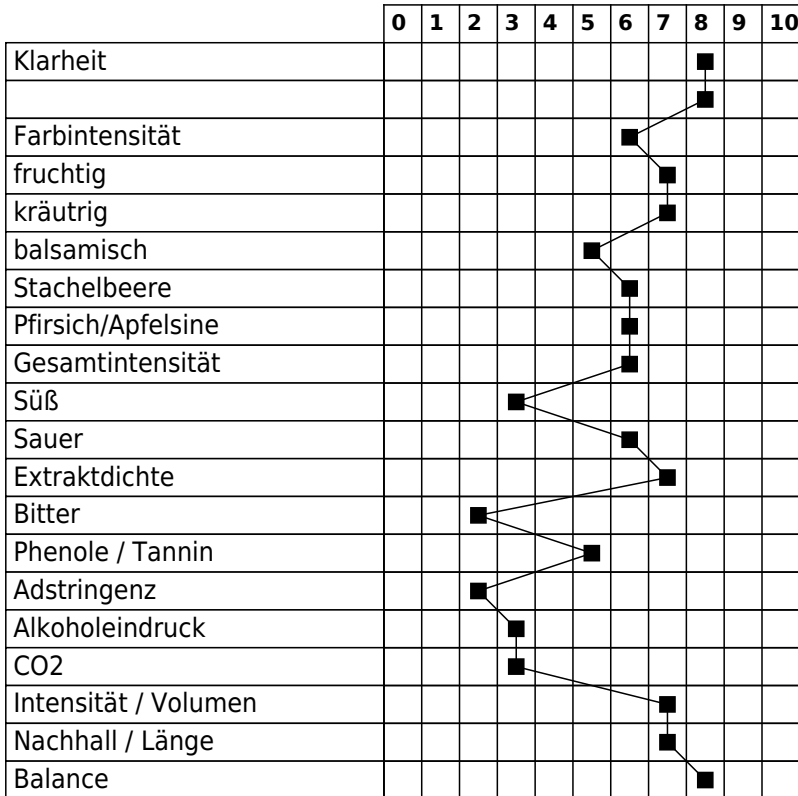 0 1 2 3 4 5 6 7 8 9 10
Klarheit
Farbintensität
fruchtig
kräutrig
balsamisch
Stachelbeere
Pfirsich/Apfelsine
Gesamtintensität
Süß
Sauer
Extraktdichte
Bitter
Phenole / Tannin
Adstringenz
Alkoholeindruck
CO2
Intensität / Volumen
Nachhall / Länge
Balance